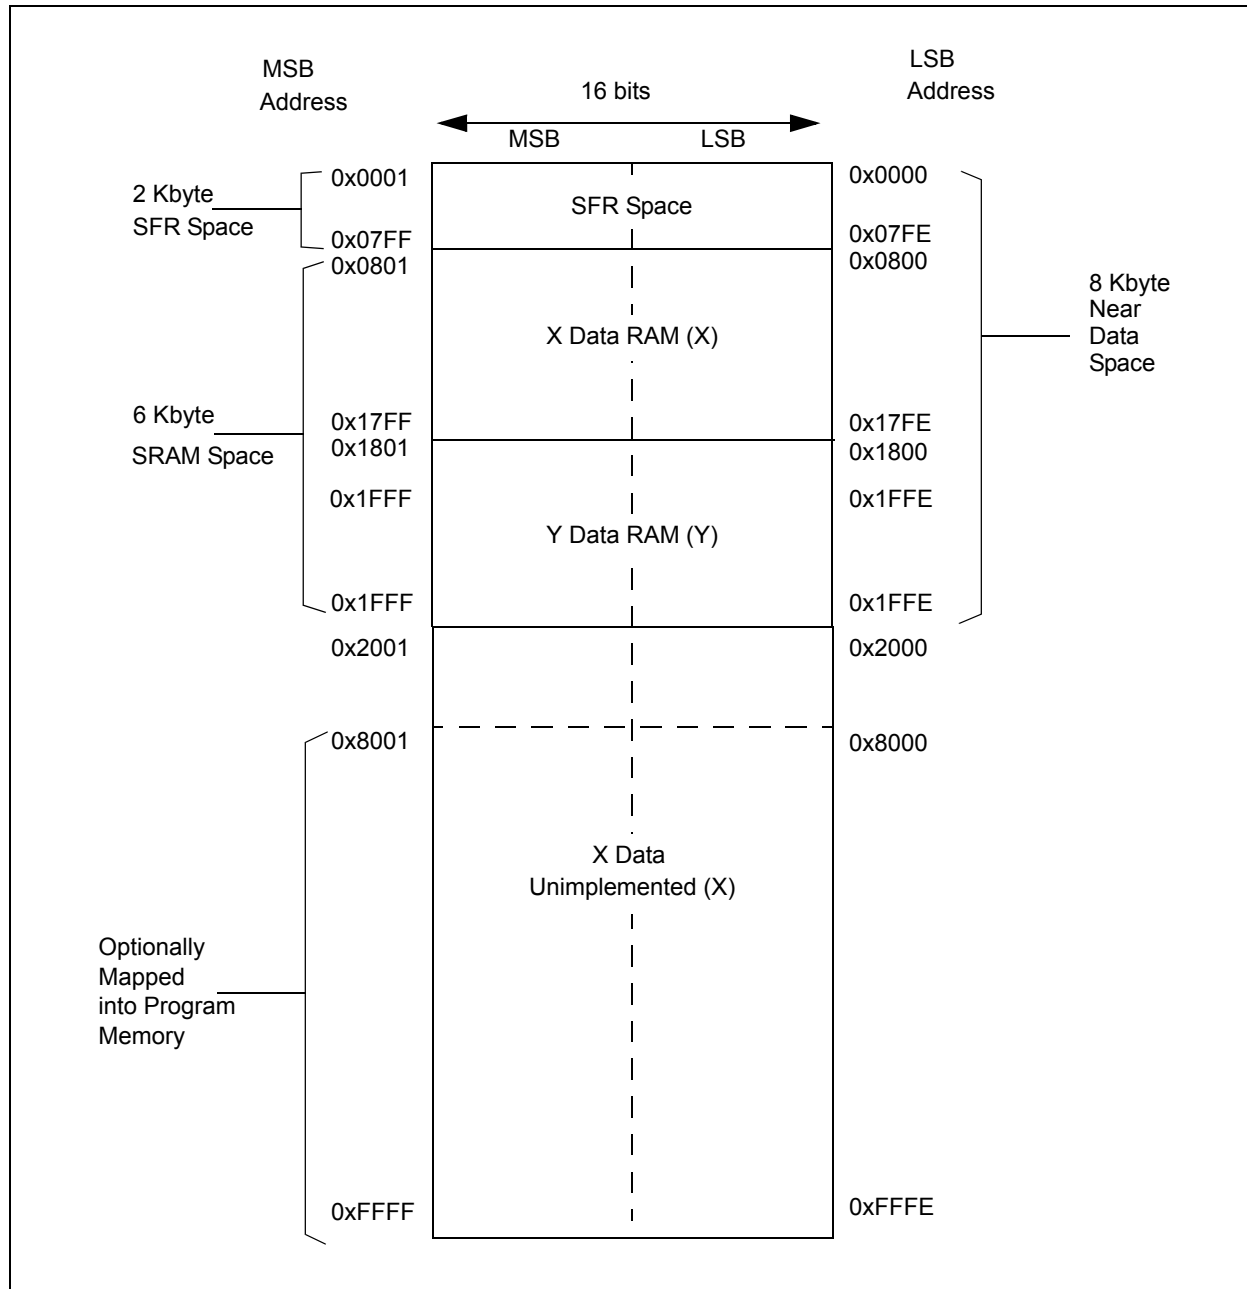 MSB
Address
LSB
Address
16 bits
MSB
LSB
2 Kbyte
SFR Space
0x0001
0x07FF
0x0801
SFR Space
0x0000
0x07FE
0x0800
8 Kbyte
Near
Data
Space
X Data RAM (X)
6 Kbyte
SRAM Space
0x17FF
0x1801
0x17FE
0x1800
0x1FFF
0x1FFE
Y Data RAM (Y)
0x1FFF
0x1FFE
0x2001
0x2000
0x8001
0x8000
X Data
Unimplemented (X)
Optionally
Mapped
into Program
Memory
0xFFFF
0xFFFE